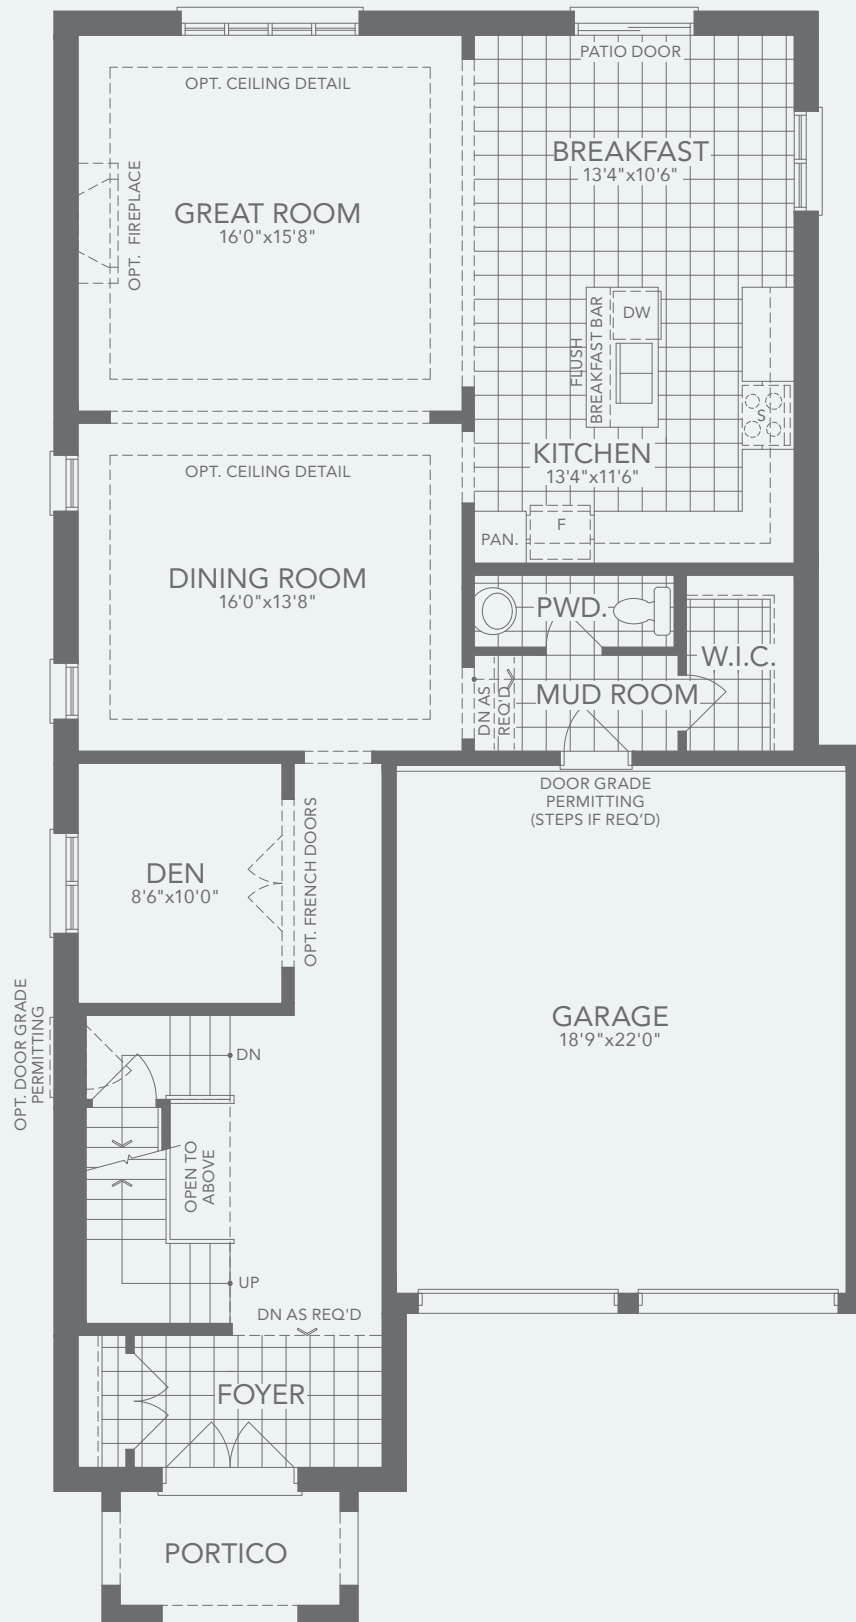 PATIO DOOR
OPT. CEILING DETAIL
BREAKFAST
13'4"x10'6"
OPT. FIREPLACE
GREAT ROOM
16'0"x15'8"
DW
FLUSH
BREAKFAST BAR
S
KITCHEN
13'4"x11'6"
OPT. CEILING DETAIL
PAN.
F
DINING ROOM
16'0"x13'8"
PWD.
W.I.C.
MUD ROOM
DN AS
REQ'D
DOOR GRADE
PERMITTING
(STEPS IF REQ'D)
DEN
8'6"x10'0"
OPT. FRENCH DOORS
GARAGE
18'9"x22'0"
OPT. DOOR GRADE
PERMITTING
DN
OPEN TO
ABOVE
UP
DN AS REQ'D
FOYER
PORTICO